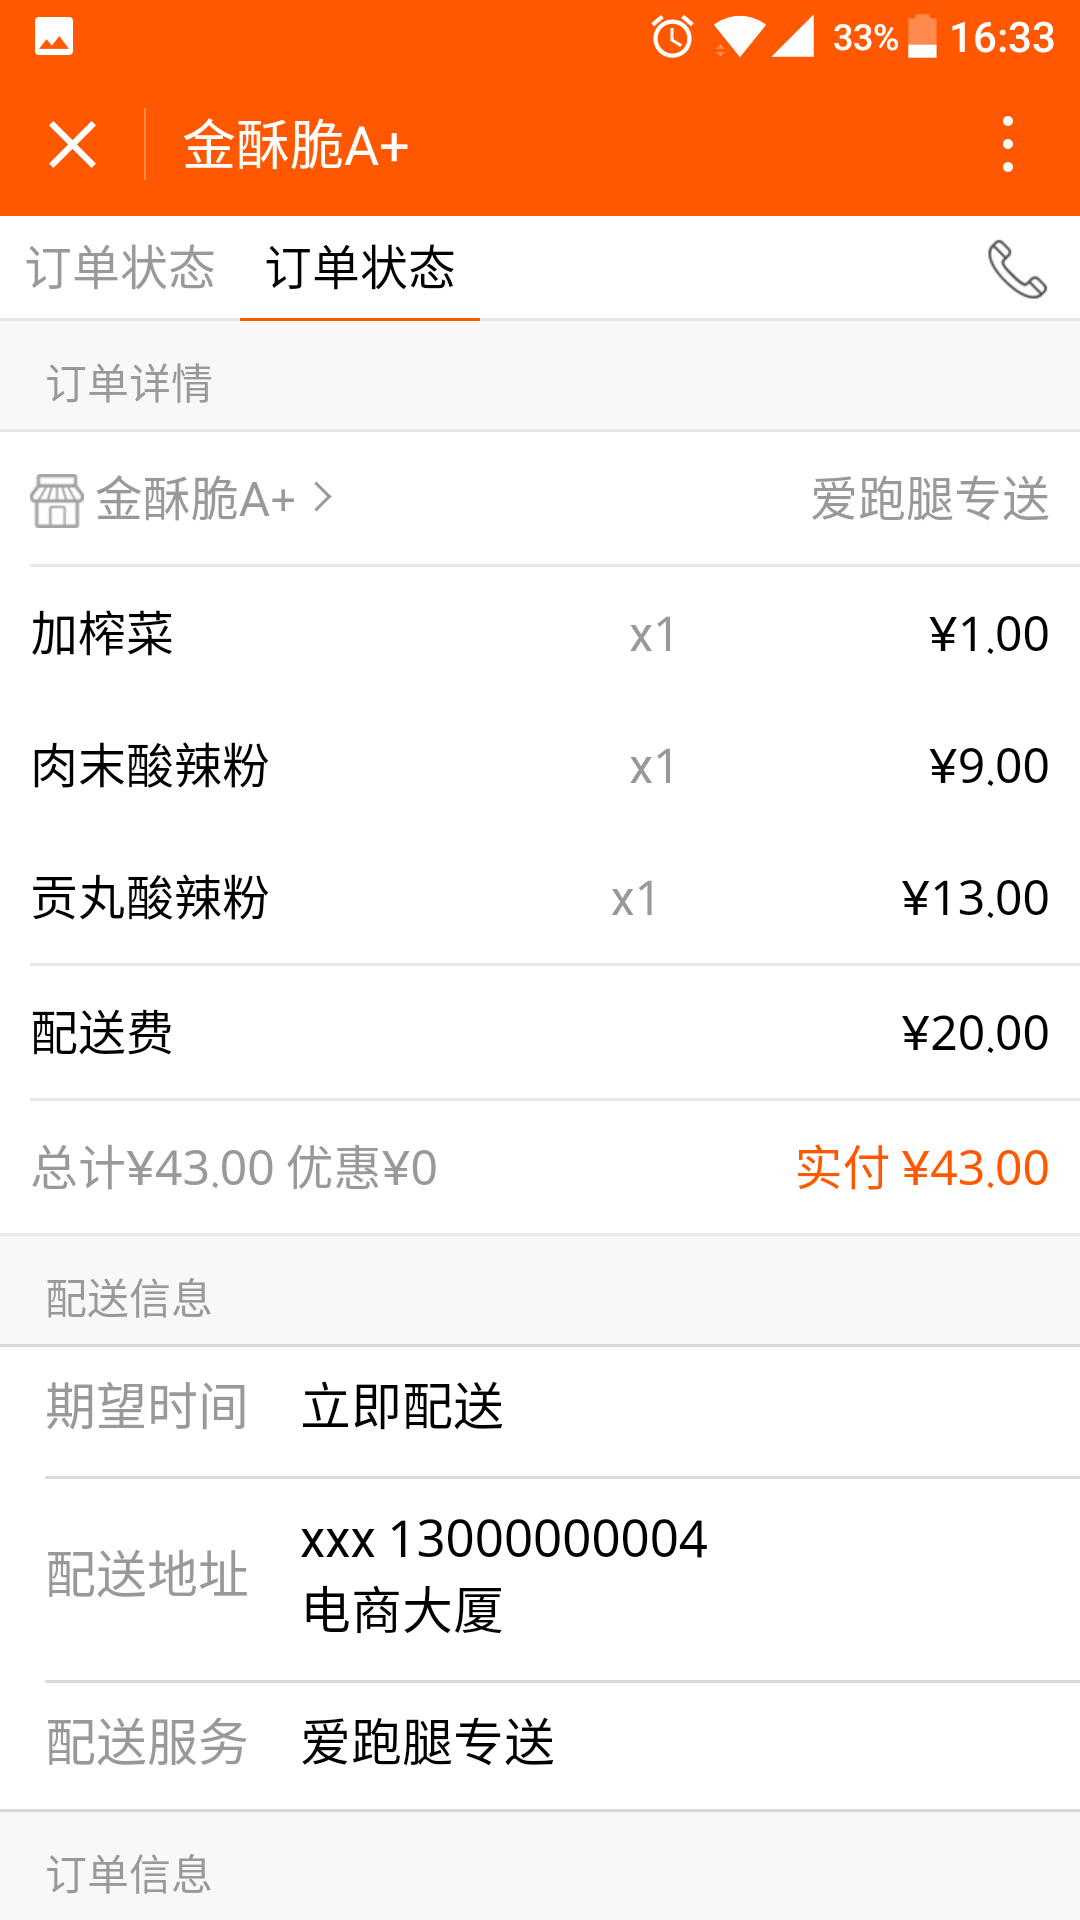 33% 16:33
金酥脆A+
订单状态 订单状态
订单详情
金酥脆A+ 爱跑腿专送
加榨菜 x1 ¥1.00
肉末酸辣粉 x1 ¥9.00
贡丸酸辣粉 x1 ¥13.00
配送费 ¥20.00
总计¥43.00 优惠¥0 实付 ¥43.00
配送信息
期望时间 立即配送
配送地址 xxx 13000000004
电商大厦
配送服务 爱跑腿专送
订单信息